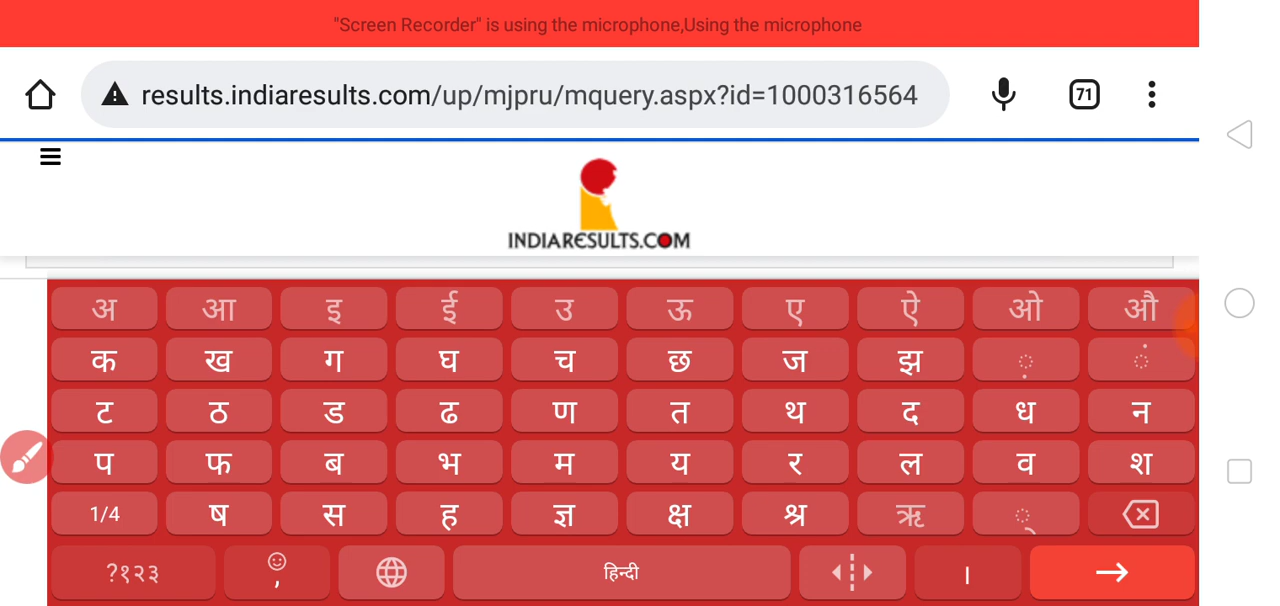 "Screen Recorder" is using the microphone,Using the microphone
results.indiaresults.com/up/mjpru/mquery.aspx?id=1000316564
71
INDIARESULTS.COM
अ आ इ ई उ ऊ ए ऐ ओ औ
क ख ग घ च छ ज झ ़ ं
ट ठ ड ढ ण त थ द ध न
प फ ब भ म य र ल व श
1/4 ष स ह ज्ञ क्ष श्र ऋ ्
?१२३ , हिन्दी ।